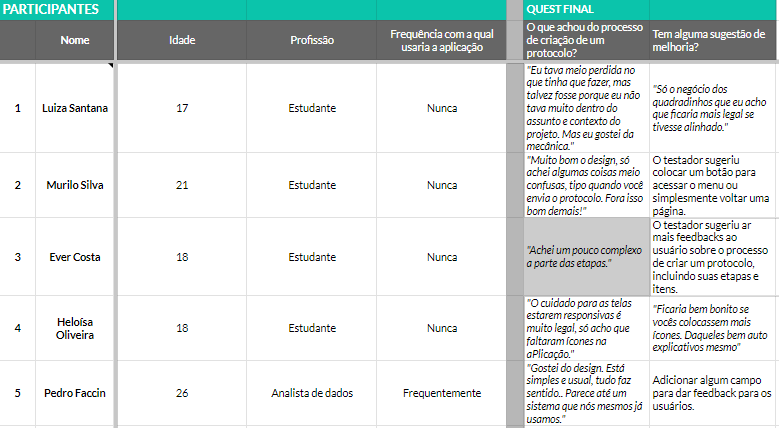 PARTICIPANTES
QUEST FINAL
Nome
Idade
Profissão
Frequência com a qual
usaria a aplicação
O que achou do processo
de criação de um
protocolo?
Tem alguma sugestão de
melhoria?
1
Luiza Santana
17
Estudante
Nunca
"Eu tava meio perdida no
que tinha que fazer, mas
talvez fosse porque eu não
tava muito dentro do
assunto e contexto do
projeto. Mas eu gostei da
mecânica."
"Só o negócio dos
quadradinhos que eu acho
que ficaria mais legal se
tivesse alinhado."
2
Murilo Silva
21
Estudante
Nunca
"Muito bom o design, só
achei algumas coisas meio
confusas, tipo quando você
envia o protocolo. Fora isso
bom demais!"
O testador sugeriu
colocar um botão para
acessar o menu ou
simplesmente voltar uma
página.
3
Ever Costa
18
Estudante
Nunca
"Achei um pouco complexo
a parte das etapas."
O testador sugeriu ar
mais feedbacks ao
usuário sobre o processo
de criar um protocolo,
incluindo suas etapas e
itens.
4
Heloísa
Oliveira
18
Estudante
Nunca
"O cuidado para as telas
estarem responsivas é
muito legal, só acho que
faltaram ícones na
aPlicação."
"Ficaria bem bonito se
vocês colocassem mais
ícones. Daqueles bem auto
explicativos mesmo"
5
Pedro Faccin
26
Analista de dados
Frequentemente
"Gostei do design. Está
simples e usual, tudo faz
sentido.. Parece até um
sistema que nós mesmos já
usamos."
Adicionar algum campo
para dar feedback para os
usuários.